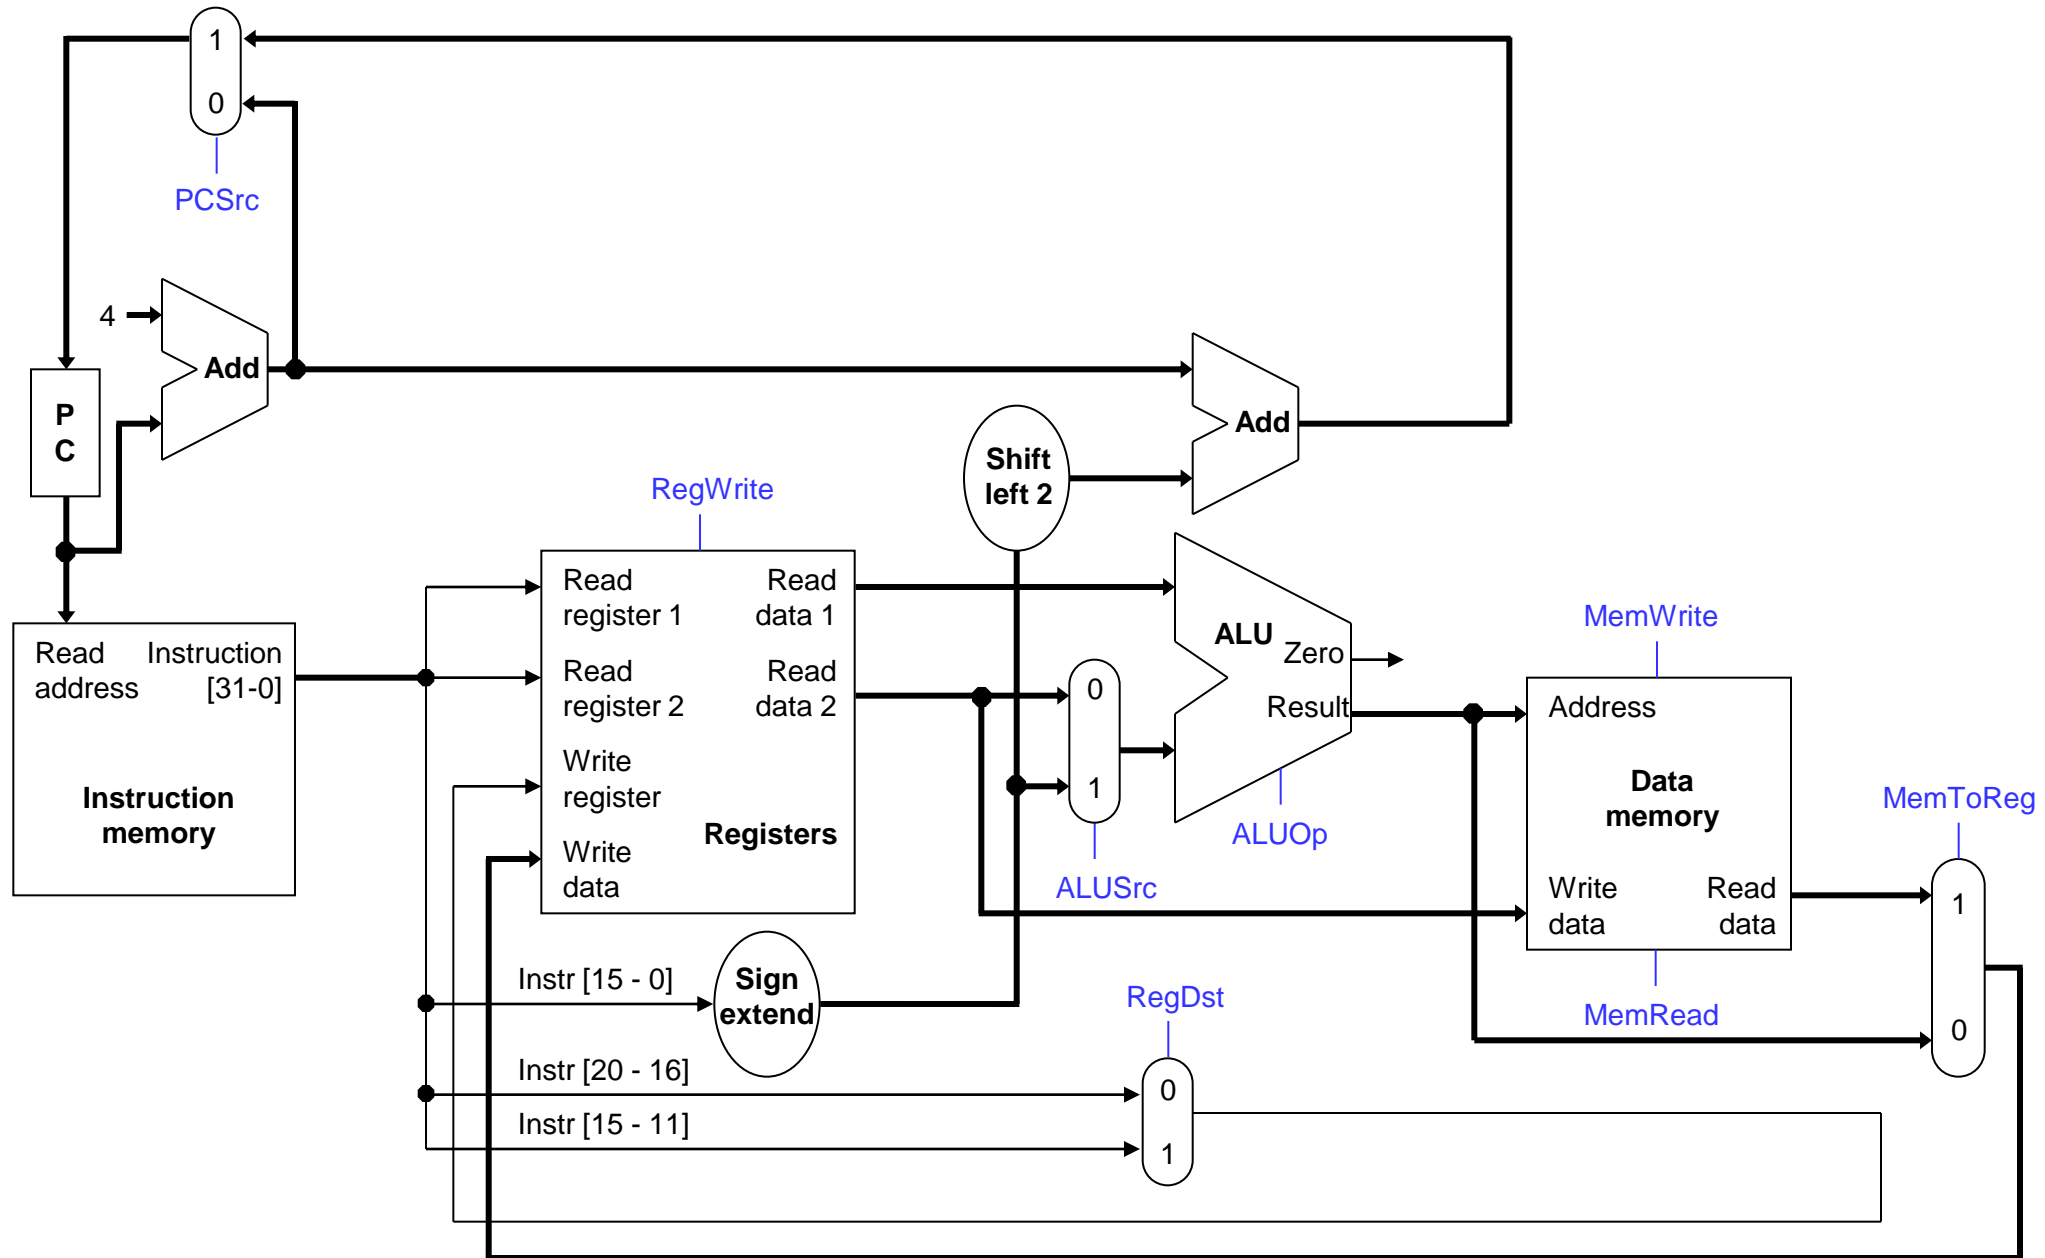 1
0
PCSrc
4
Add
P
C
Add
Shift
left 2
RegWrite
Read
register 1
Read
data 1
Read
register 2
Read
data 2
Write
register
Write
data
Registers
Read
address
Instruction
[31-0]
Instruction
memory
0
1
ALUSrc
ALU
Zero
Result
ALUOp
MemWrite
Address
Data
memory
Write
data
Read
data
MemRead
MemToReg
1
0
Instr [15 - 0]
Sign
extend
RegDst
Instr [20 - 16]
0
Instr [15 - 11]
1